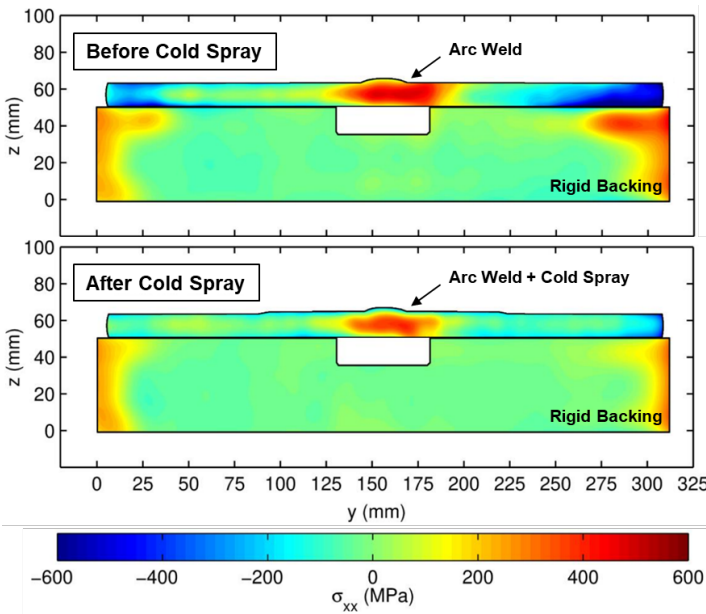 100
80
60
40
20
0
z (mm)
Before Cold Spray
Arc Weld
Rigid Backing
100
80
60
40
20
0
z (mm)
After Cold Spray
Arc Weld + Cold Spray
Rigid Backing
0 25 50 75 100 125 150 175 200 225 250 275 300 325
y (mm)
−600 −400 −200 0 200 400 600
σxx (MPa)